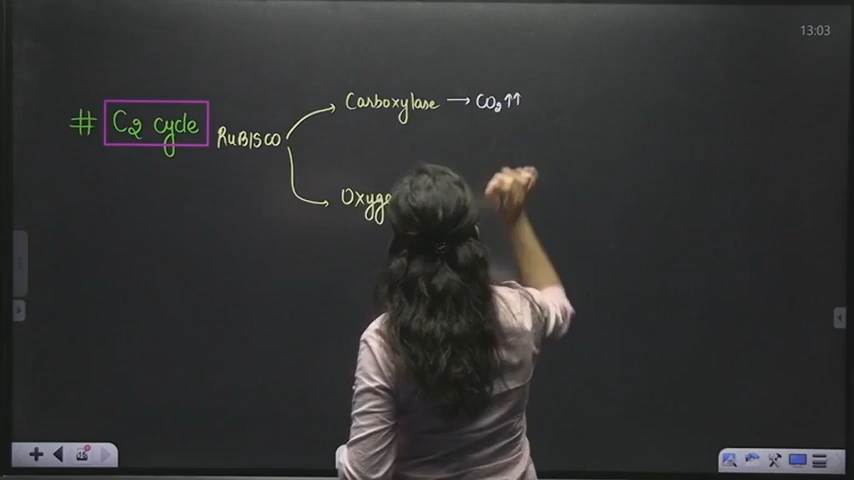 13:03
Carboxylase → CO₂ ↑↑
# C₂ cycle
RuBISCO
Oxyge